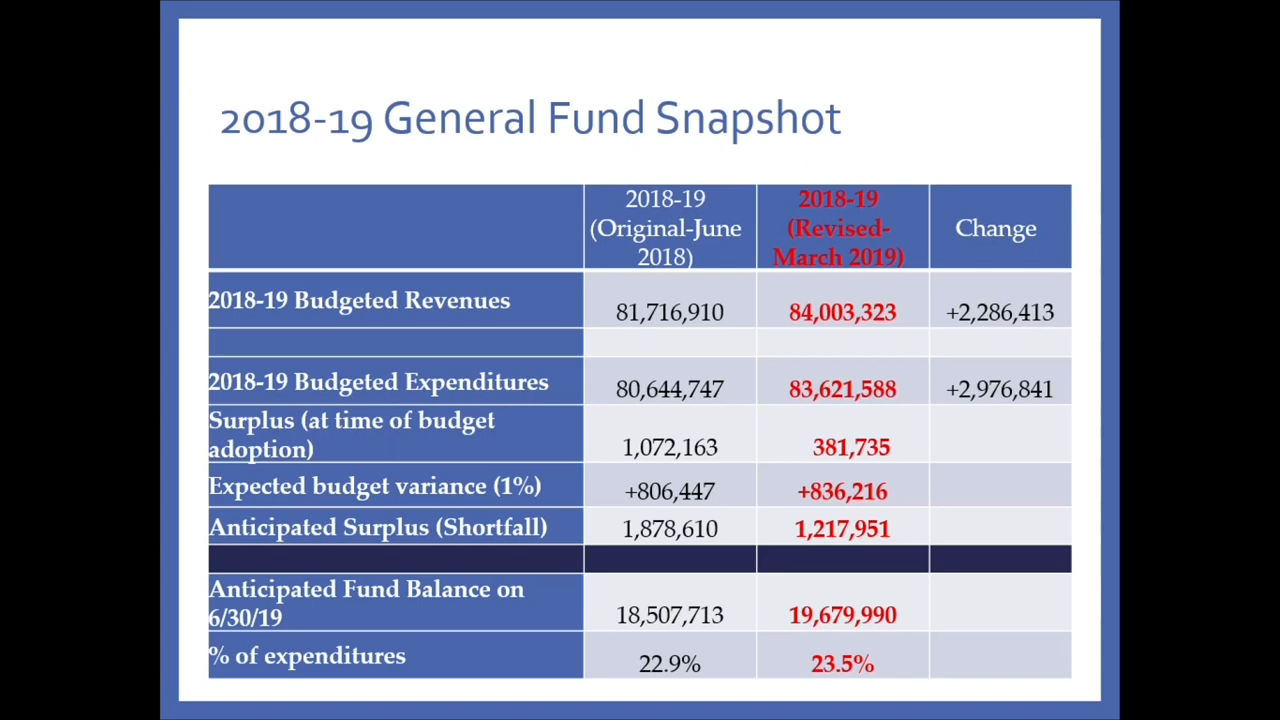 2018-19 General Fund Snapshot
2018-19
(Original-June
2018)
2018-19
(Revised-
March 2019)
Change
2018-19 Budgeted Revenues
81,716,910
84,003,323
+2,286,413
2018-19 Budgeted Expenditures
80,644,747
83,621,588
+2,976,841
Surplus (at time of budget
adoption)
1,072,163
381,735
Expected budget variance (1%)
+806,447
+836,216
Anticipated Surplus (Shortfall)
1,878,610
1,217,951
Anticipated Fund Balance on
6/30/19
18,507,713
19,679,990
% of expenditures
22.9%
23.5%